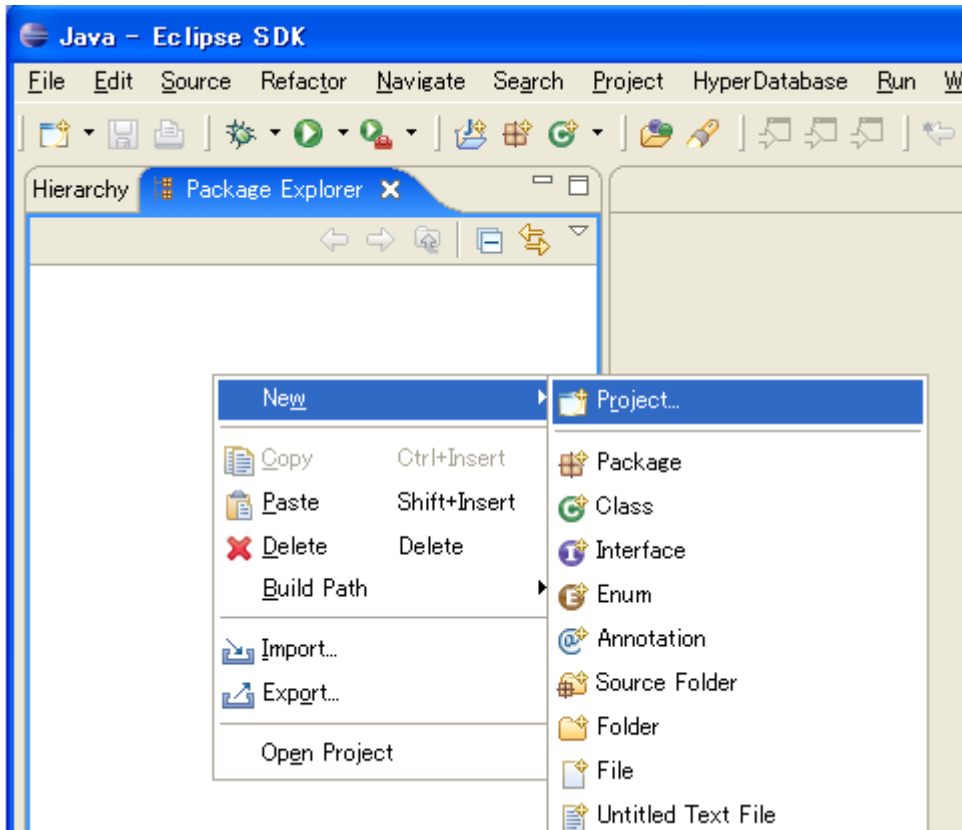 Java - Eclipse SDK
File Edit Source Refactor Navigate Search Project HyperDatabase Run W
Hierarchy Package Explorer
New
Copy Ctrl+Insert
Paste Shift+Insert
Delete Delete
Build Path
Import...
Export...
Open Project
Project...
Package
Class
Interface
Enum
Annotation
Source Folder
Folder
File
Untitled Text File